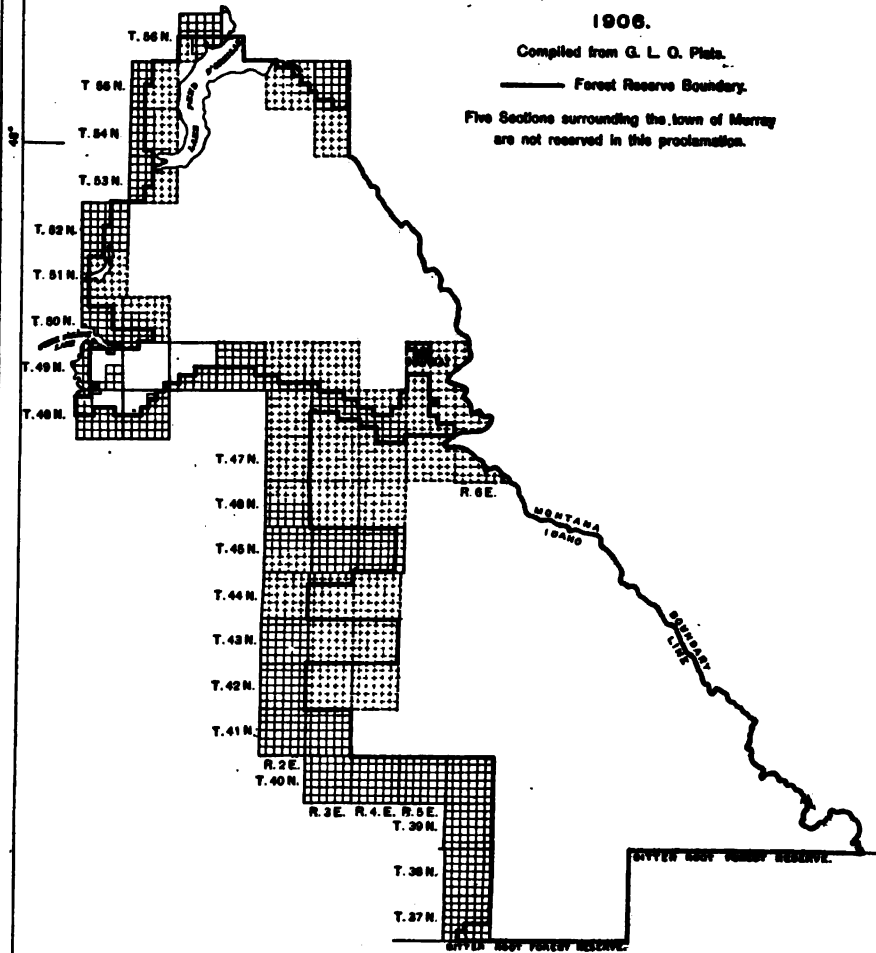 1906.
Compiled from G. L. O. Plats.
Forest Reserve Boundary.
Five Sections surrounding the town of Murray
are not reserved in this proclamation.
T. 56 N.
T 55 N.
T. 54 N.
48°
T. 53 N.
T. 52 N.
T. 51 N.
T. 50 N.
LAKE
T. 49 N.
T. 48 N.
T. 47 N.
R. 6 E.
T. 46 N.
MONTANA
IDAHO
T. 45 N.
T. 44 N.
BOUNDARY
LINE
T. 43 N.
T. 42 N.
T. 41 N.
R. 2 E.
T. 40 N.
R. 3 E. R. 4. E. R. 5 E.
T. 39 N.
BITTER ROOT FOREST RESERVE.
T. 38 N.
T. 37 N.
BITTER ROOT FOREST RESERVE.